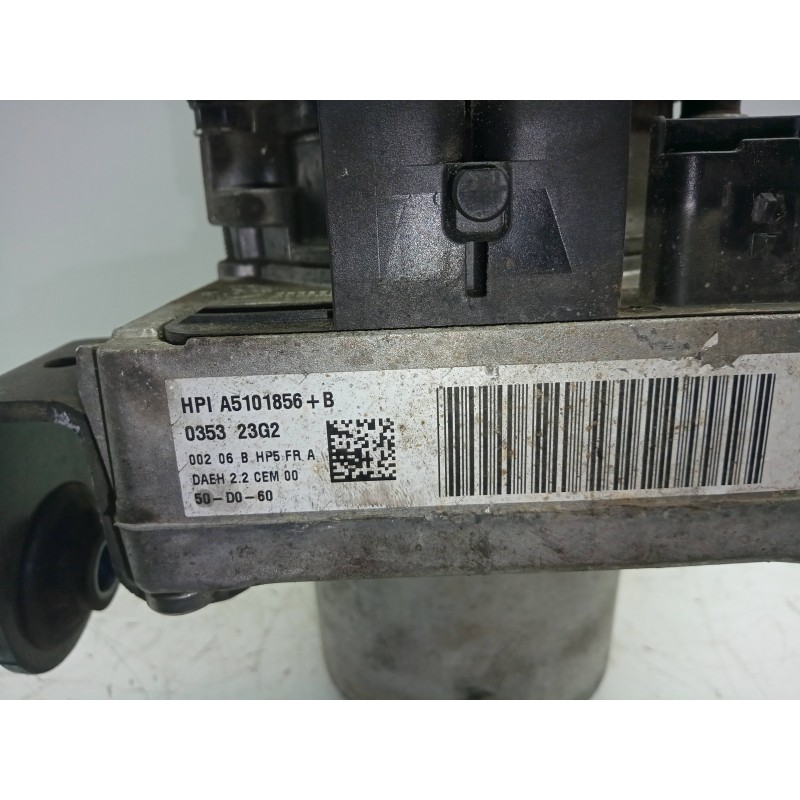 HPI A5101856+B
0353 23G2
002 06 B HP5 FR A
DAEH 2.2 CEM 00
50-D0-60